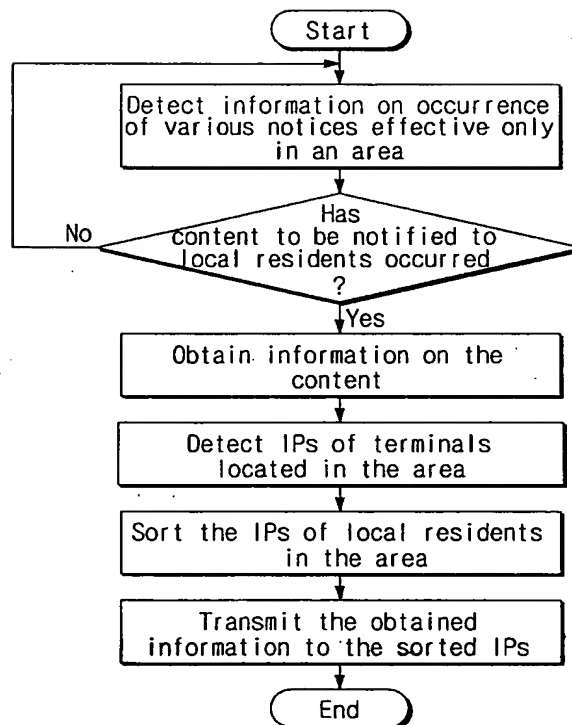 Start
Detect information on occurrence
of various notices effective only
in an area
Has
content to be notified to
local residents occurred
?
No
Yes
Obtain information on the
content
Detect IPs of terminals
located in the area
Sort the IPs of local residents
in the area
Transmit the obtained
information to the sorted IPs
End